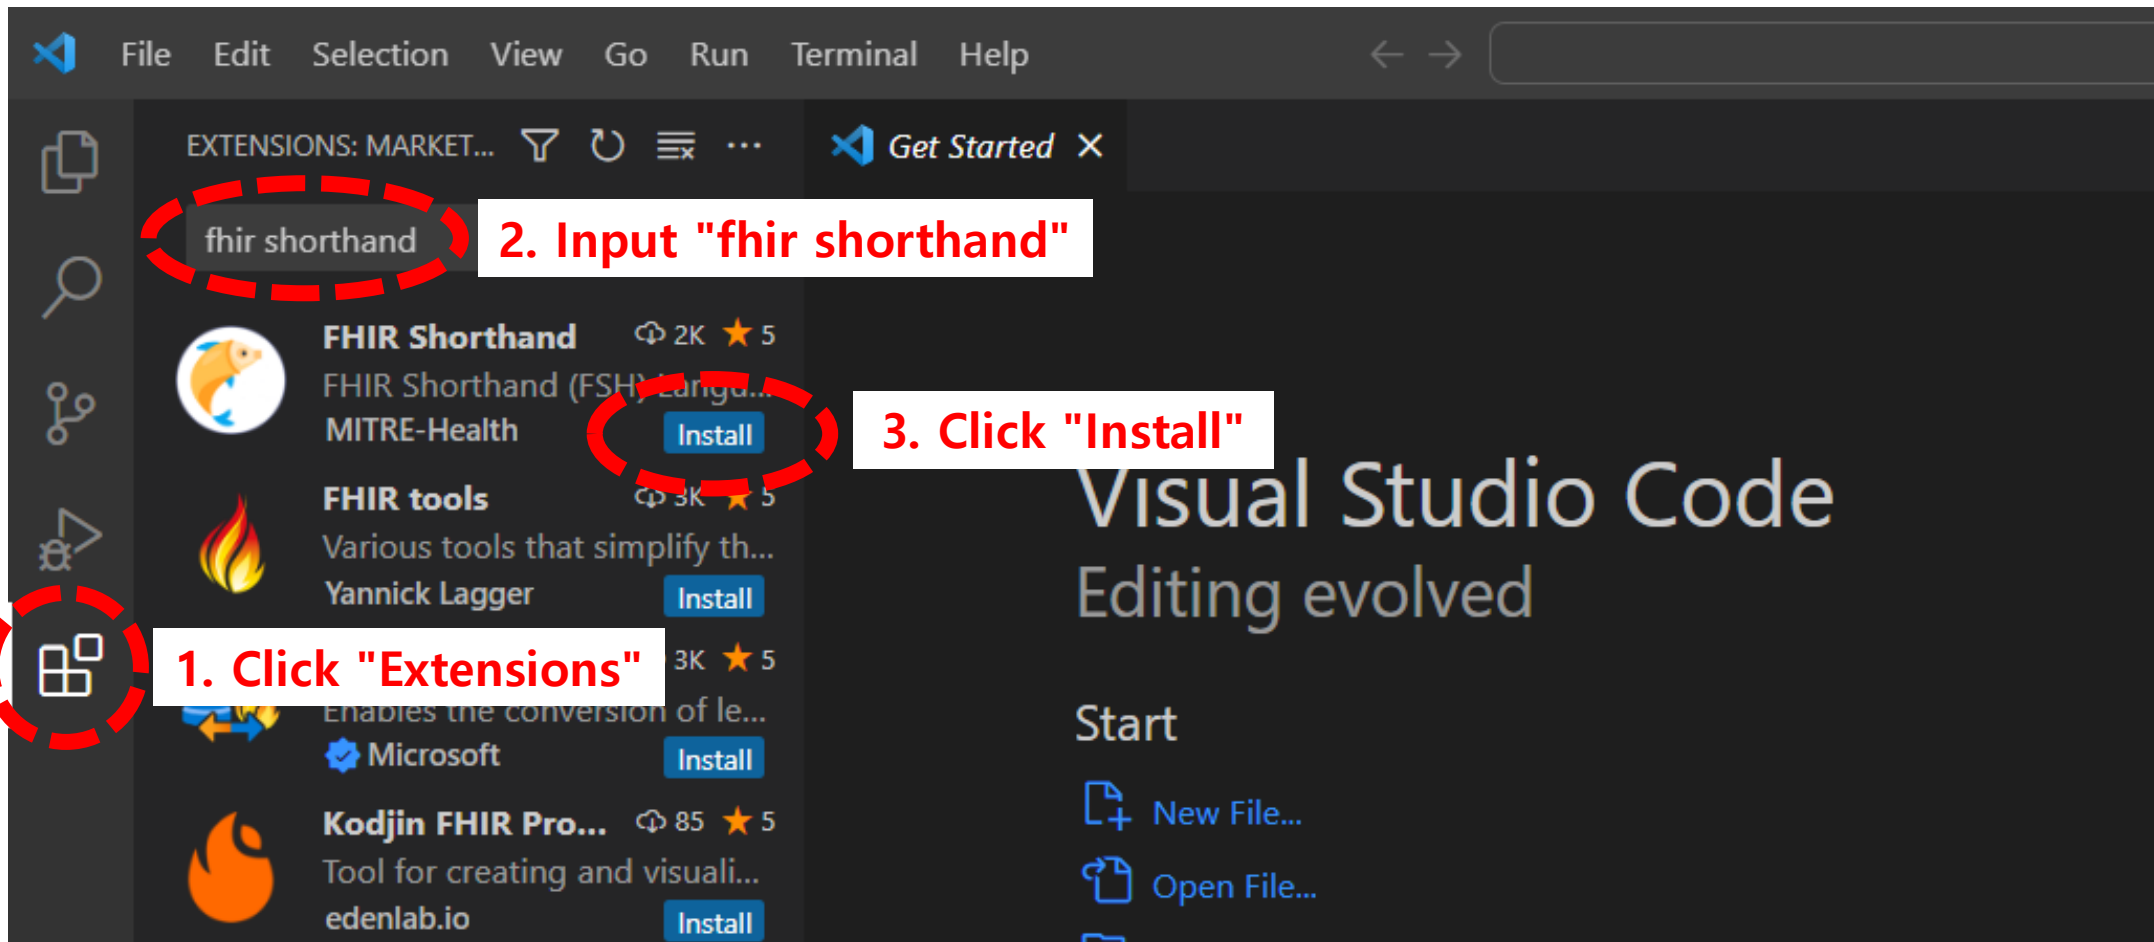 File Edit Selection View Go Run Terminal Help
EXTENSIONS: MARKET...
Get Started
fhir shorthand
2. Input "fhir shorthand"
FHIR Shorthand 2K 5
FHIR Shorthand (FSH) Langu...
MITRE-Health Install
3. Click "Install"
FHIR tools 3K 5
Various tools that simplify th...
Yannick Lagger Install
1. Click "Extensions"
3K 5
Enables the conversion of le...
Microsoft Install
Kodjin FHIR Pro... 85 5
Tool for creating and visuali...
edenlab.io Install
Visual Studio Code
Editing evolved
Start
New File...
Open File...